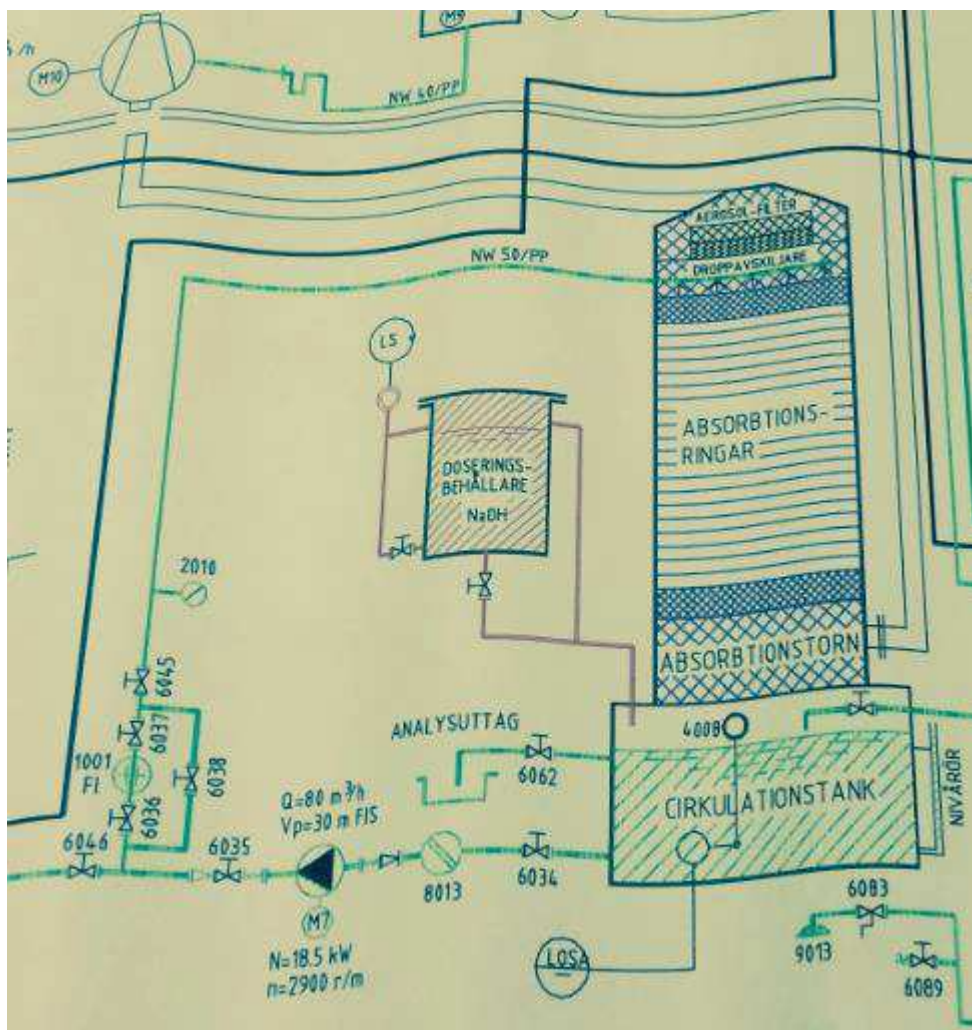 M9
M10
NW 40/PP
AEROSOL-FILTER
DROPPAVSKILJARE
NW 50/PP
LS
ABSORBTIONS-
RINGAR
DOSERINGS-
BEHÅLLARE
NaOH
2010
ABSORBTIONSTORN
6045
6037
ANALYSUTTAG
4008
6062
1001
FI
6038
6036
Q=80 m³/h
Vp=30 m FlS
CIRKULATIONSTANK
NIVÅRÖR
6046
6035
8013
6034
M7
6083
9013
N=18.5 kW
n=2900 r/m
LOSA
6089